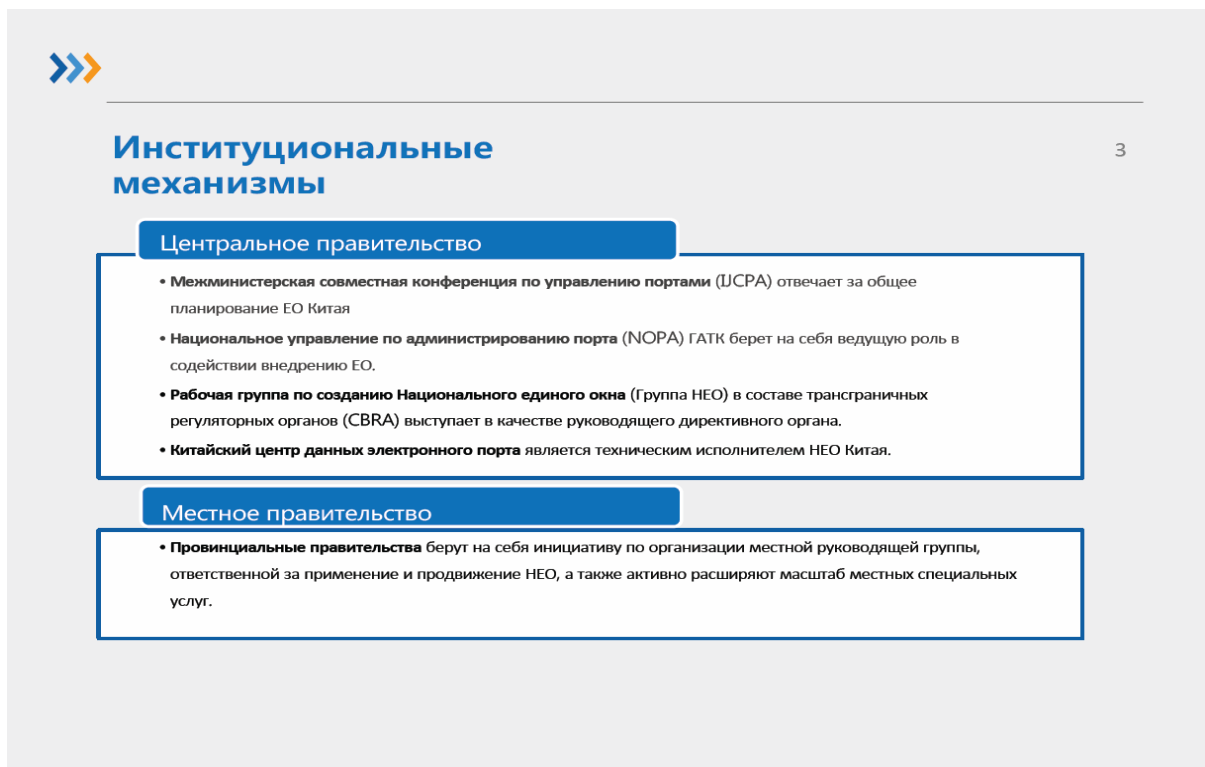 Институциональные
механизмы
3
Центральное правительство
• Межминистерская совместная конференция по управлению портами (IJCPA) отвечает за общее
планирование ЕО Китая
• Национальное управление по администрированию порта (NOPA) ГАТК берет на себя ведущую роль в
содействии внедрению ЕО.
• Рабочая группа по созданию Национального единого окна (Группа НЕО) в составе трансграничных
регуляторных органов (CBRA) выступает в качестве руководящего директивного органа.
• Китайский центр данных электронного порта является техническим исполнителем НЕО Китая.
Местное правительство
• Провинциальные правительства берут на себя инициативу по организации местной руководящей группы,
ответственной за применение и продвижение НЕО, а также активно расширяют масштаб местных специальных
услуг.